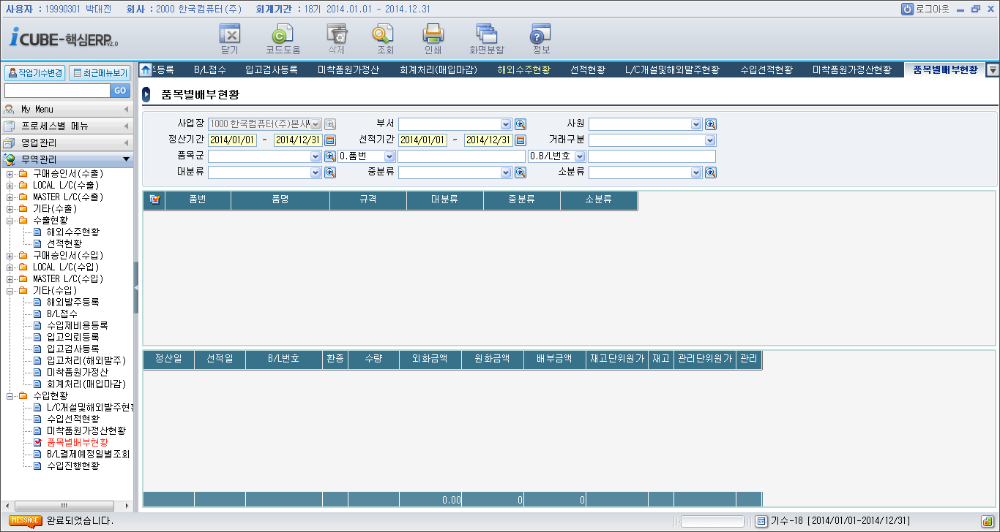 사용자 : 19990301 박대전 회사 : 2000 한국컴퓨터(주) 회계기간 : 18기 2014.01.01 ~ 2014.12.31 로그아웃
iCUBE-핵심ERP v2.0
닫기 코드도움 삭제 조회 인쇄 화면분할 정보
작업기수변경 최근메뉴보기
주등록 B/L접수 입고검사등록 미착품원가정산 회계처리(매입마감) 해외수주현황 선적현황 L/C개설및해외발주현황 수입선적현황 미착품원가정산현황 품목별배부현황
GO
품목별배부현황
My Menu
프로세스별 메뉴
영업관리
무역관리
구매승인서(수출)
LOCAL L/C(수출)
MASTER L/C(수출)
기타(수출)
수출현황
해외수주현황
선적현황
구매승인서(수입)
LOCAL L/C(수입)
MASTER L/C(수입)
기타(수입)
해외발주등록
B/L접수
수입제비용등록
입고의뢰등록
입고검사등록
입고처리(해외발주)
미착품원가정산
회계처리(매입마감)
수입현황
L/C개설및해외발주현황
수입선적현황
미착품원가정산현황
품목별배부현황
B/L결제예정일별조회
수입진행현황
사업장 1000 한국컴퓨터(주)본사 부서 사원
정산기간 2014/01/01 ~ 2014/12/31 선적기간 2014/01/01 ~ 2014/12/31 거래구분
품목군 0.품번 0.B/L번호
대분류 중분류 소분류
품번 품명 규격 대분류 중분류 소분류
정산일 선적일 B/L번호 환종 수량 외화금액 원화금액 배부금액 재고단위원가 재고 관리단위원가 관리
0.00 0 0
MESSAGE 완료되었습니다. 기수-18 [2014/01/01-2014/12/31]